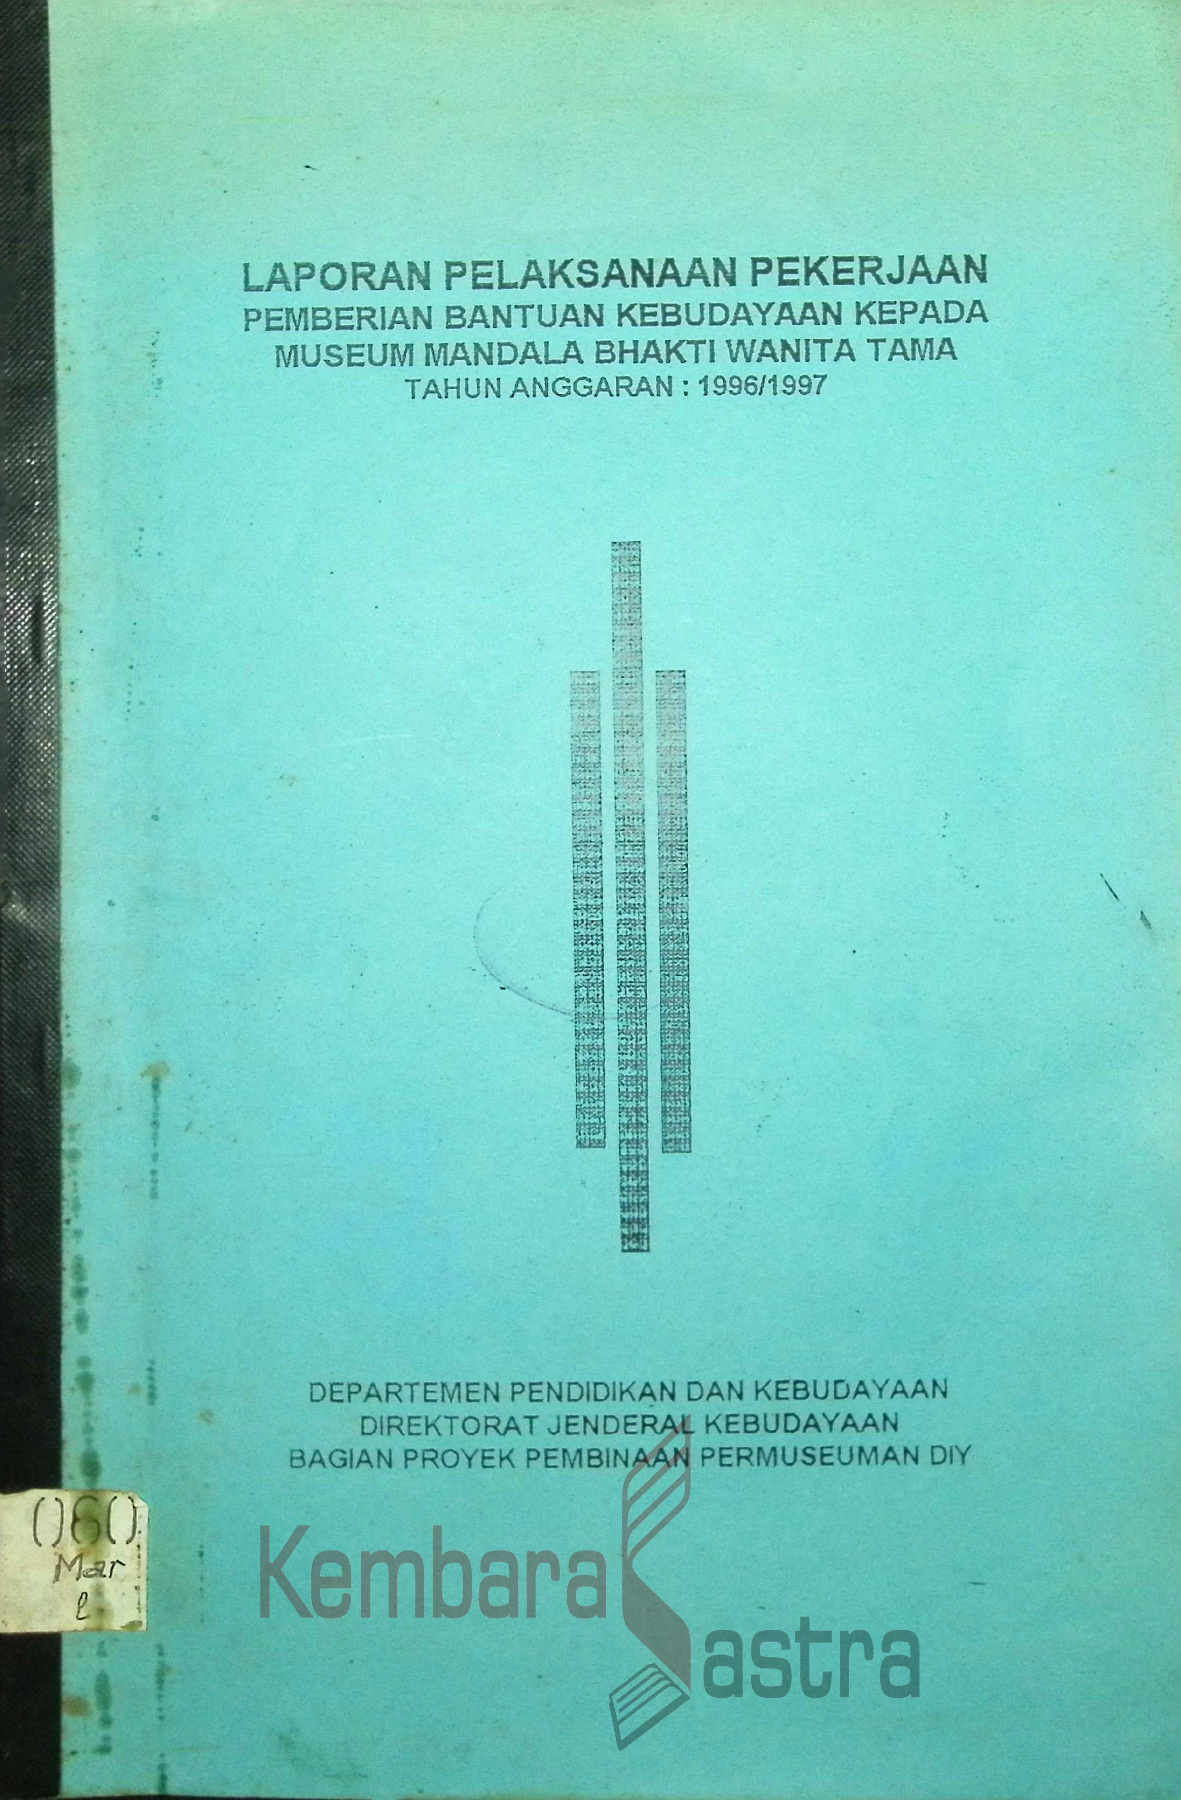 LAPORAN PELAKSANAAN PEKERJAAN
PEMBERIAN BANTUAN KEBUDAYAAN KEPADA
MUSEUM MANDALA BHAKTI WANITA TAMA
TAHUN ANGGARAN : 1996/1997
DEPARTEMEN PENDIDIKAN DAN KEBUDAYAAN
DIREKTORAT JENDERAL KEBUDAYAAN
BAGIAN PROYEK PEMBINAAN PERMUSEUMAN DIY
060
Mar
l
Kembara
Sastra